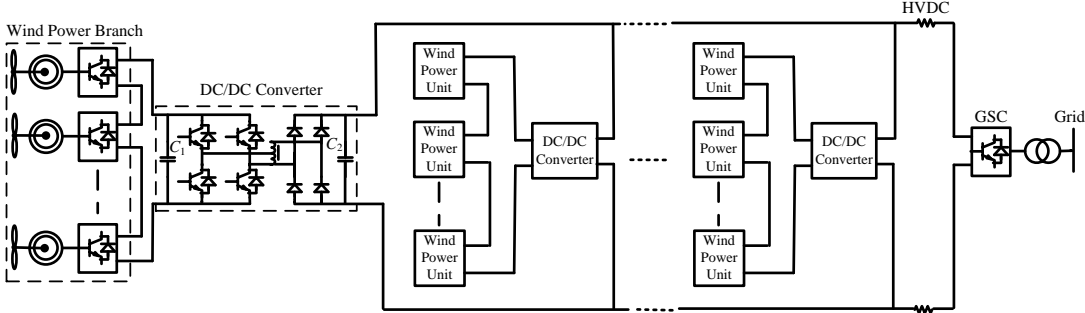 Wind Power Branch
DC/DC Converter
C1
C2
Wind
Power
Unit
Wind
Power
Unit
Wind
Power
Unit
DC/DC
Converter
Wind
Power
Unit
Wind
Power
Unit
Wind
Power
Unit
DC/DC
Converter
HVDC
GSC
Grid